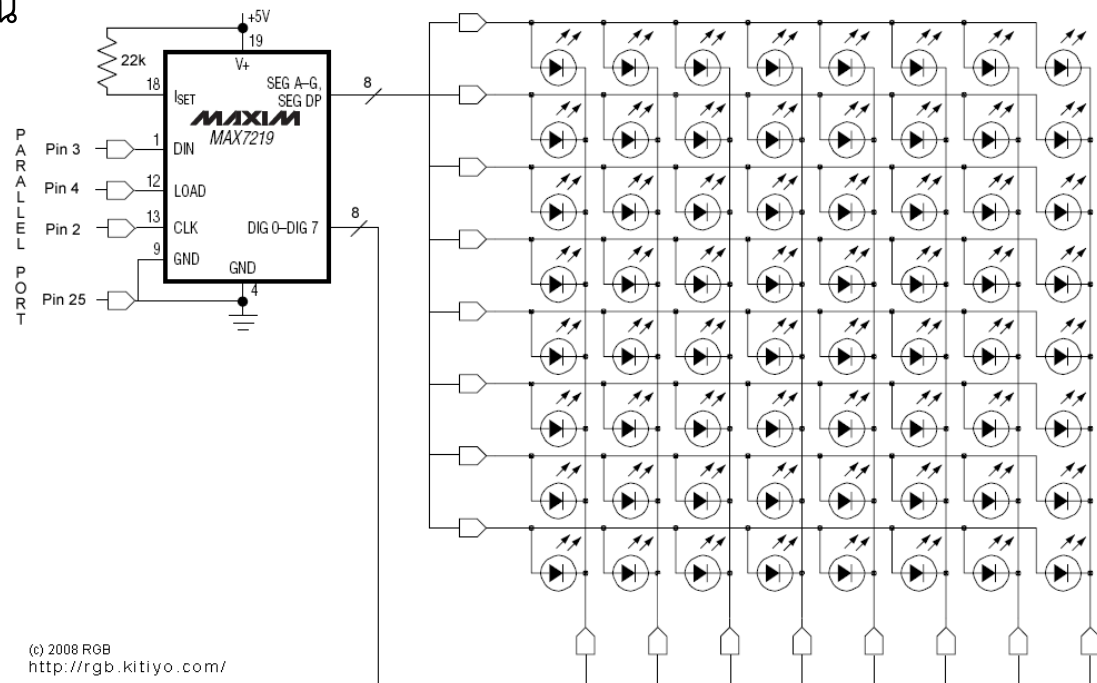 +5V
19
22k
V+
18
ISET
SEG A–G,
SEG DP
8
MAXIM
MAX7219
PARALLEL PORT
Pin 3
1
DIN
Pin 4
12
LOAD
Pin 2
13
CLK
DIG 0–DIG 7
8
9
GND
GND
4
Pin 25
(c) 2008 RGB
http://rgb.kitiyo.com/